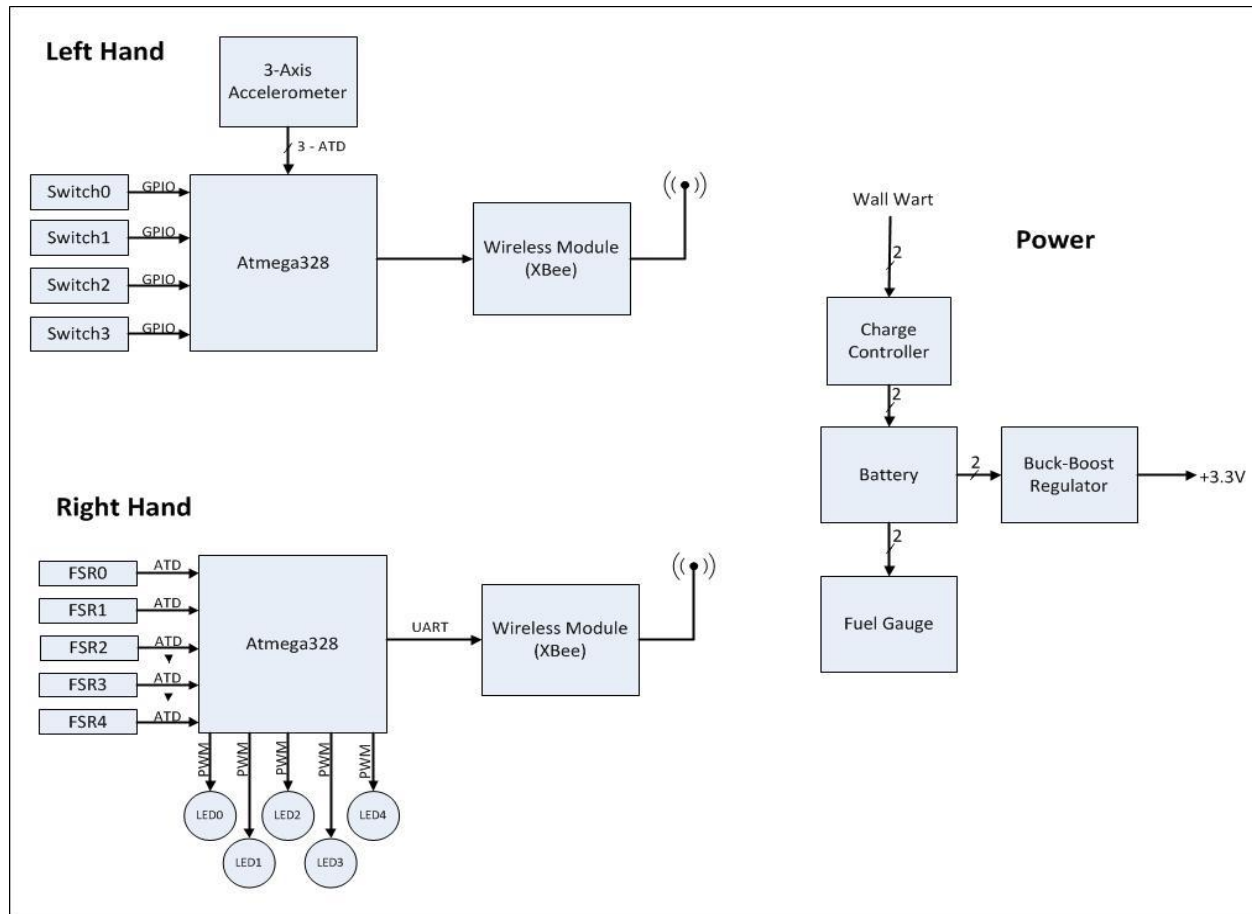 Left Hand
3-Axis
Accelerometer
3 - ATD
Switch0
GPIO
Switch1
GPIO
Switch2
GPIO
Switch3
GPIO
Atmega328
Wireless Module
(XBee)
Right Hand
FSR0
ATD
FSR1
ATD
FSR2
ATD
FSR3
ATD
FSR4
ATD
Atmega328
UART
Wireless Module
(XBee)
PWM
PWM
PWM
PWM
PWM
LED0
LED2
LED4
LED1
LED3
Power
Wall Wart
2
Charge
Controller
2
Battery
2
Buck-Boost
Regulator
+3.3V
2
Fuel Gauge